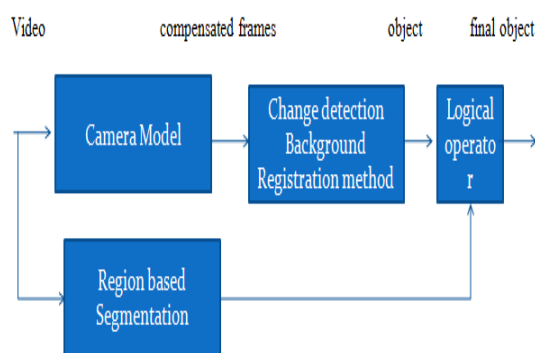 Video compensated frames object final object
Camera Model
Change detection
Background
Registration method
Logical
operato
r
Region based
Segmentation